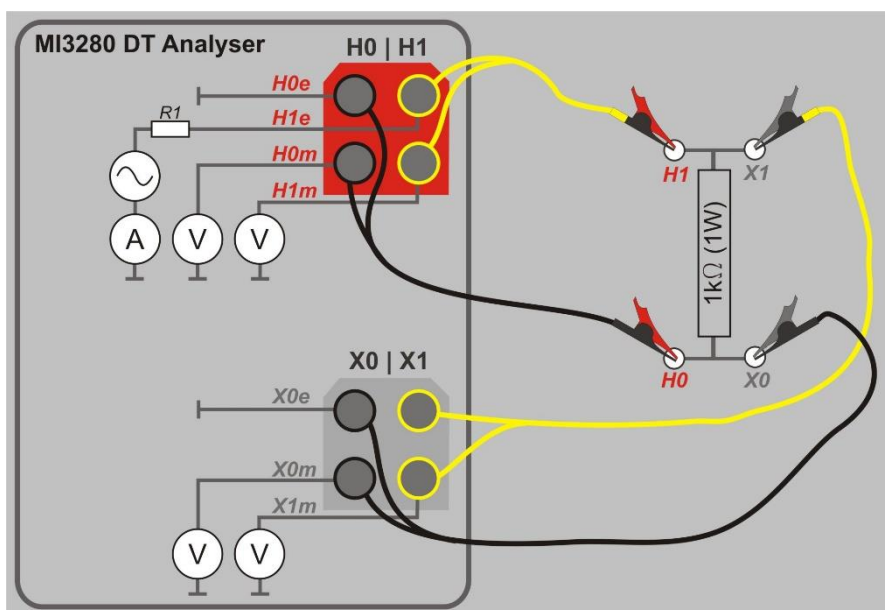 MI3280 DT Analyser
H0 | H1
H0e
R1
H1e
H0m
H1m
A
V
V
H1
X1
1kΩ (1W)
H0
X0
X0 | X1
X0e
X0m
X1m
V
V